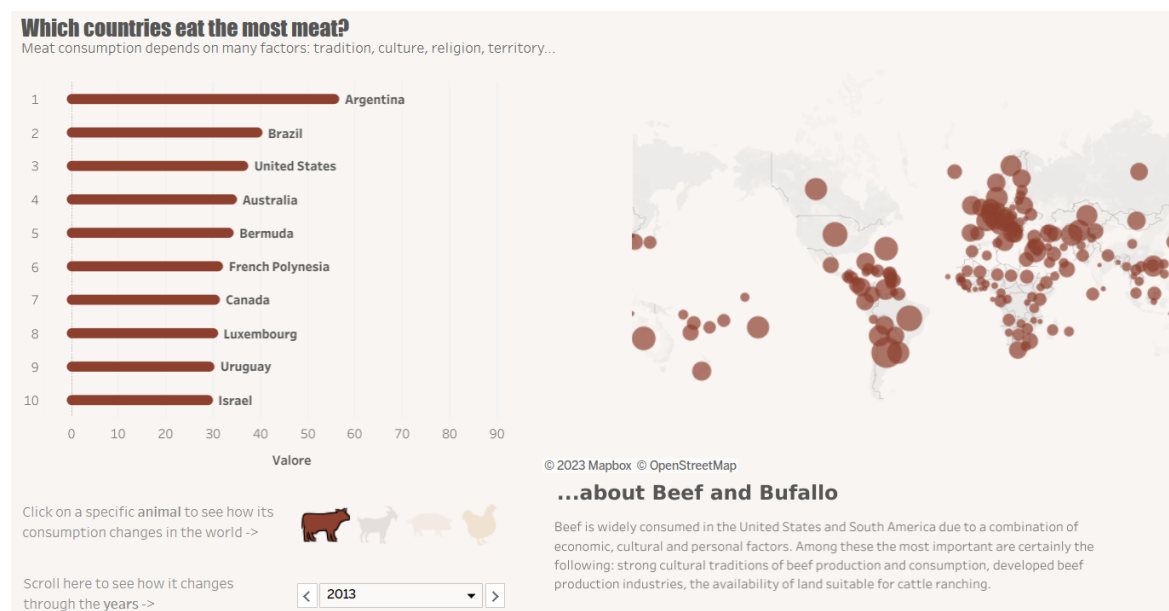 Which countries eat the most meat?
Meat consumption depends on many factors: tradition, culture, religion, territory...
1 Argentina
2 Brazil
3 United States
4 Australia
5 Bermuda
6 French Polynesia
7 Canada
8 Luxembourg
9 Uruguay
10 Israel
0 10 20 30 40 50 60 70 80 90
Valore
© 2023 Mapbox © OpenStreetMap
...about Beef and Bufallo
Click on a specific animal to see how its
consumption changes in the world ->
Beef is widely consumed in the United States and South America due to a combination of
economic, cultural and personal factors. Among these the most important are certainly the
following: strong cultural traditions of beef production and consumption, developed beef
production industries, the availability of land suitable for cattle ranching.
Scroll here to see how it changes
through the years ->
2013